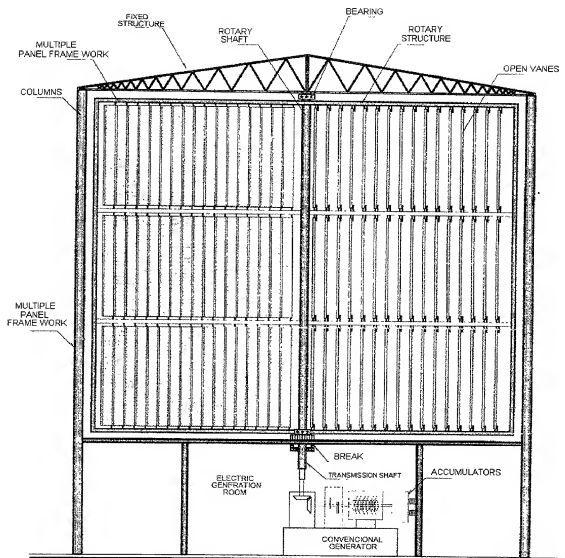 FIXED
STRUCTURE
BEARING
ROTARY
SHAFT
ROTARY
STRUCTURE
MULTIPLE
PANEL FRAME WORK
OPEN VANES
COLUMNS
MULTIPLE
PANEL
FRAME WORK
BREAK
TRANSMISSION SHAFT
ACCUMULATORS
ELECTRIC
GENERATION
ROOM
CONVENCIONAL
GENERATOR